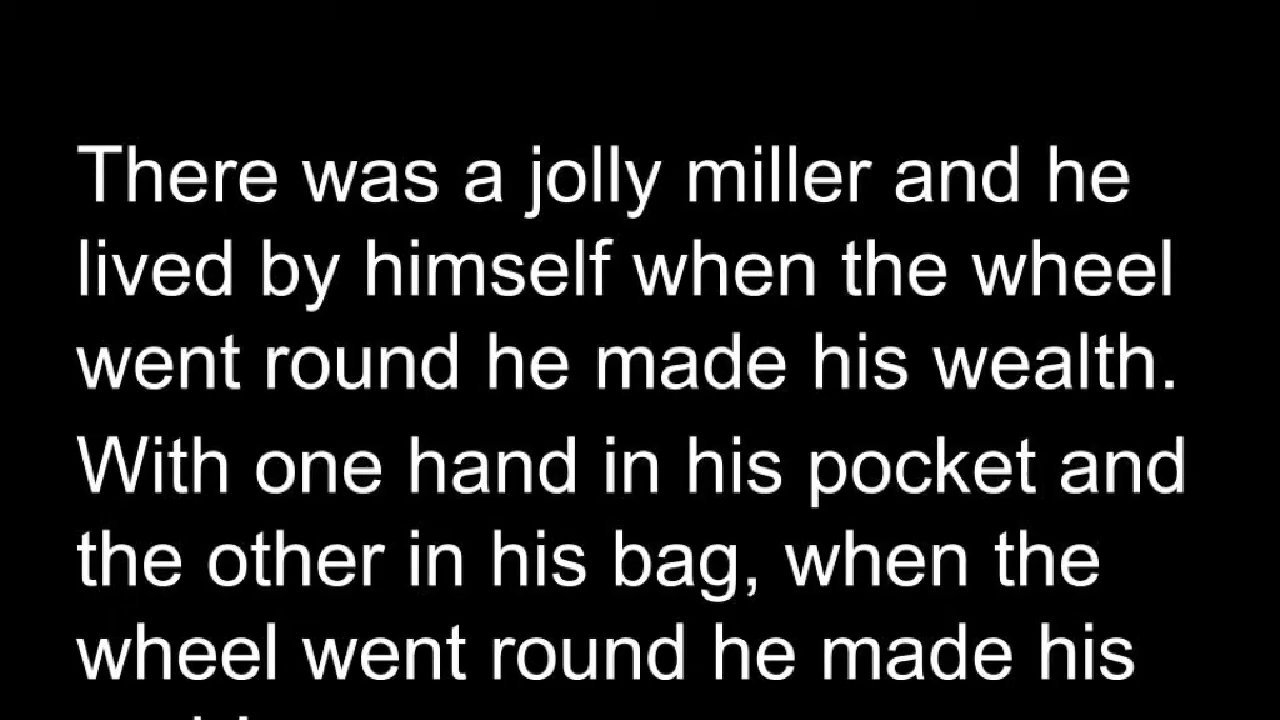 There was a jolly miller and he
lived by himself when the wheel
went round he made his wealth.
With one hand in his pocket and
the other in his bag, when the
wheel went round he made his